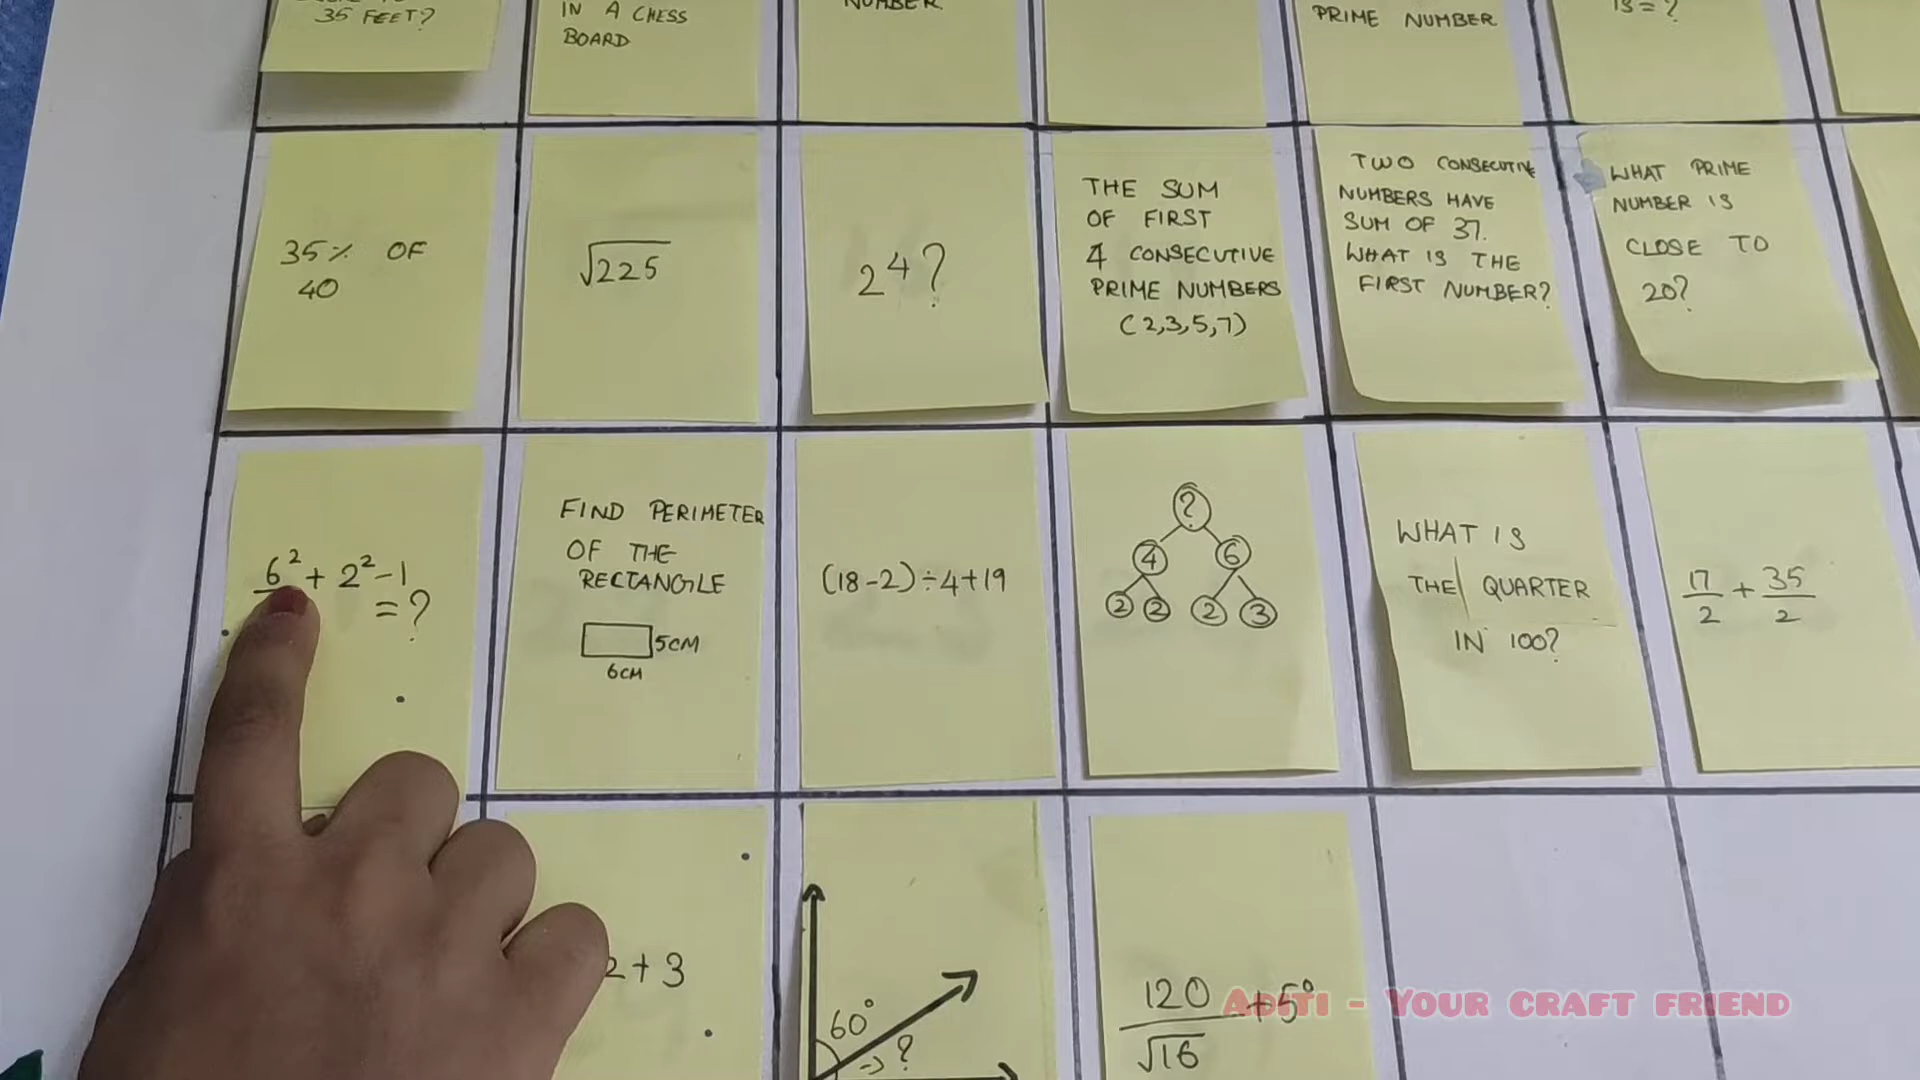 35 FEET?
IN A CHESS
BOARD
NUMBER
PRIME NUMBER
IS = ?
35% OF
40
√225
2⁴?
THE SUM
OF FIRST
4 CONSECUTIVE
PRIME NUMBERS
(2,3,5,7)
TWO CONSECUTIVE
NUMBERS HAVE
SUM OF 37.
WHAT IS THE
FIRST NUMBER?
WHAT PRIME
NUMBER IS
CLOSE TO
20?
6² + 2² - 1
= ?
FIND PERIMETER
OF THE
RECTANGLE
5CM
6CM
(18-2)÷4+19
?
4 6
2 2 2 3
WHAT IS
THE QUARTER
IN 100?
17/2 + 35/2
2+3
60°
?
120/√16 + 5°
ADITI - YOUR CRAFT FRIEND